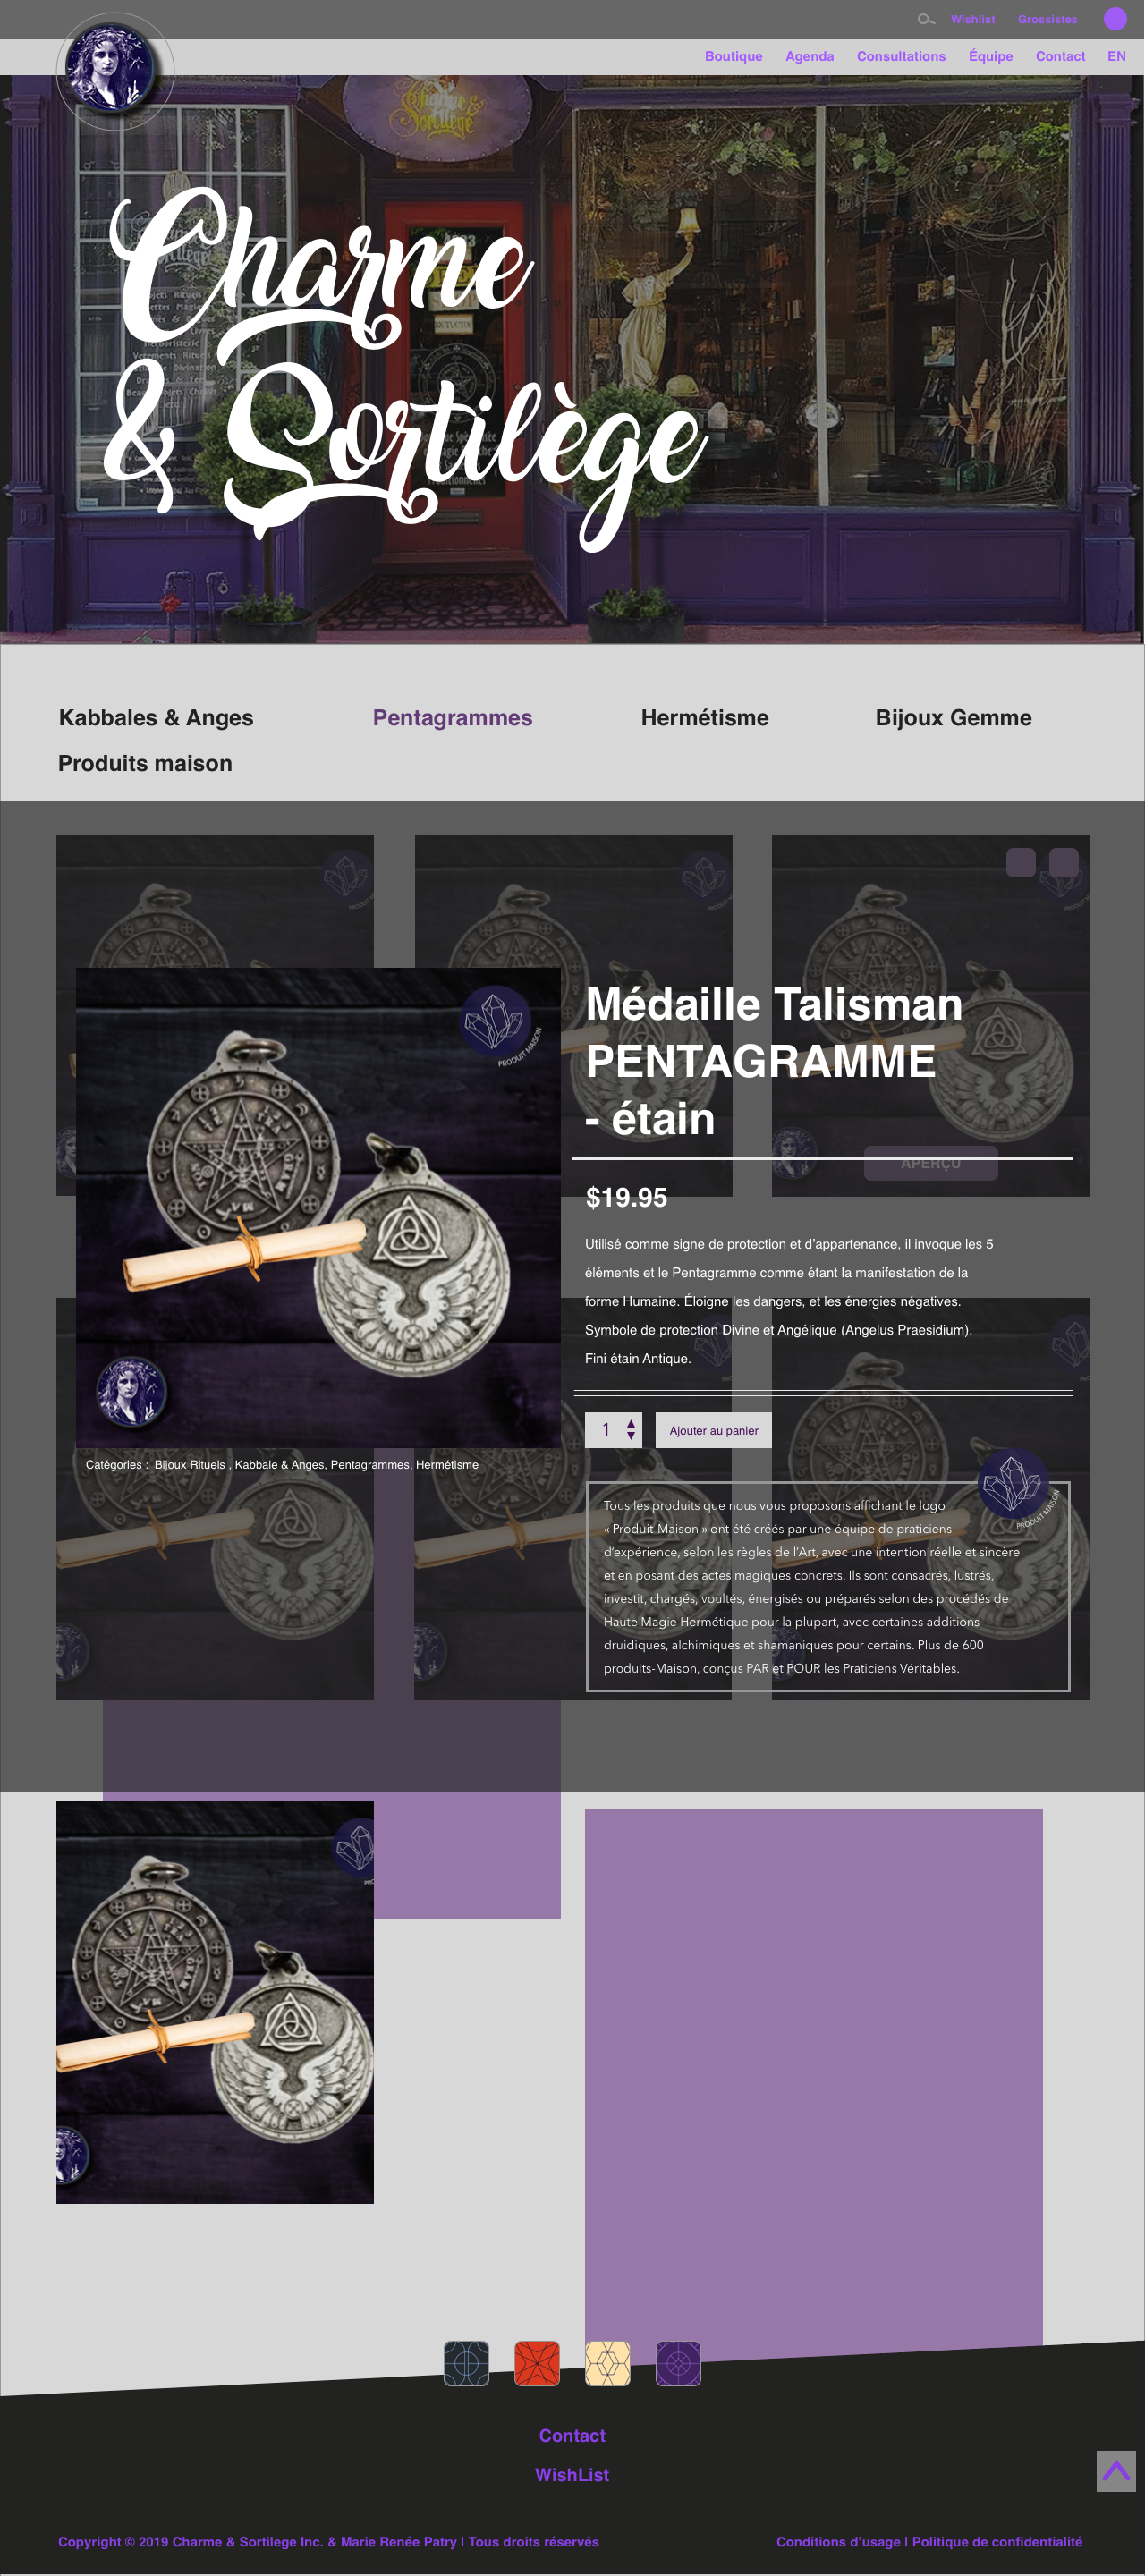 Wishlist Grossistes
Boutique Agenda Consultations Équipe Contact EN
Charme & Sortilège
Charme
& Sortilège
Kabbales & Anges Pentagrammes Hermétisme Bijoux Gemme
Produits maison
PRODUIT MAISON
Médaille Talisman
PENTAGRAMME
- étain
APERÇU
$19.95
Utilisé comme signe de protection et d’appartenance, il invoque les 5
éléments et le Pentagramme comme étant la manifestation de la
forme Humaine. Éloigne les dangers, et les énergies négatives.
Symbole de protection Divine et Angélique (Angelus Praesidium).
Fini étain Antique.
1 Ajouter au panier
Catégories : Bijoux Rituels , Kabbale & Anges, Pentagrammes, Hermétisme
PRODUIT MAISON
Tous les produits que nous vous proposons affichant le logo
« Produit-Maison » ont été créés par une équipe de praticiens
d’expérience, selon les règles de l’Art, avec une intention réelle et sincère
et en posant des actes magiques concrets. Ils sont consacrés, lustrés,
investit, chargés, voultés, énergisés ou préparés selon des procédés de
Haute Magie Hermétique pour la plupart, avec certaines additions
druidiques, alchimiques et shamaniques pour certains. Plus de 600
produits-Maison, conçus PAR et POUR les Praticiens Véritables.
Contact
WishList
Copyright © 2019 Charme & Sortilege Inc. & Marie Renée Patry | Tous droits réservés Conditions d’usage | Politique de confidentialité